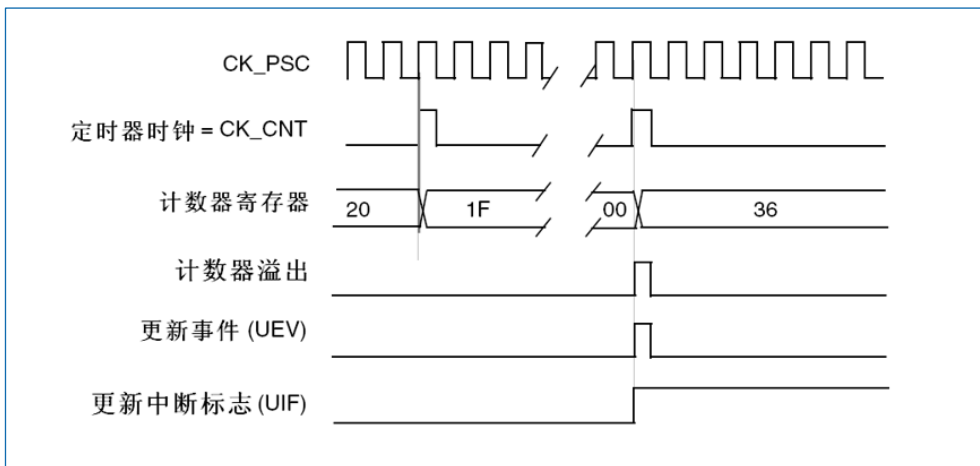 CK_PSC
定时器时钟 = CK_CNT
计数器寄存器
20
1F
00
36
计数器溢出
更新事件 (UEV)
更新中断标志 (UIF)